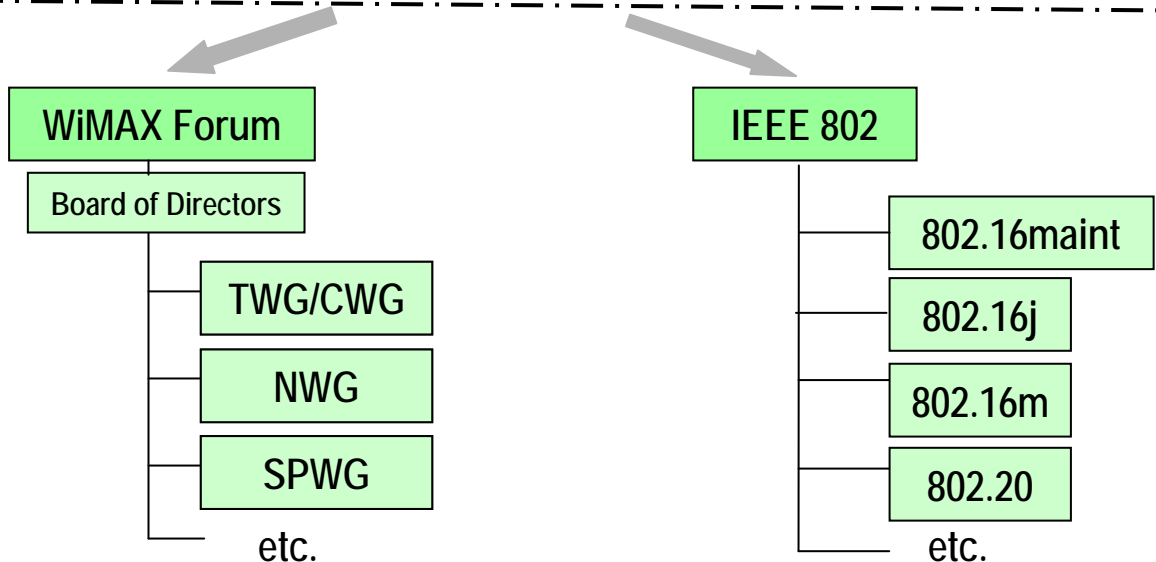 WiMAX Forum
Board of Directors
TWG/CWG
NWG
SPWG
etc.
IEEE 802
802.16maint
802.16j
802.16m
802.20
etc.